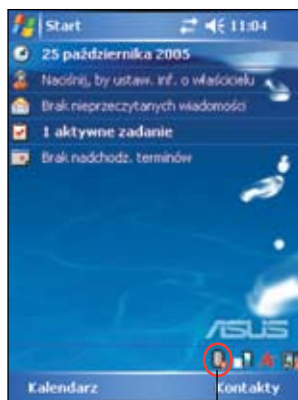 Start 11:04
25 października 2005
Naciśnij, by ustaw. inf. o właścicielu
Brak nieprzeczytanych wiadomości
1 aktywne zadanie
Brak nadchodz. terminów
ASUS
Kalendarz Kontakty